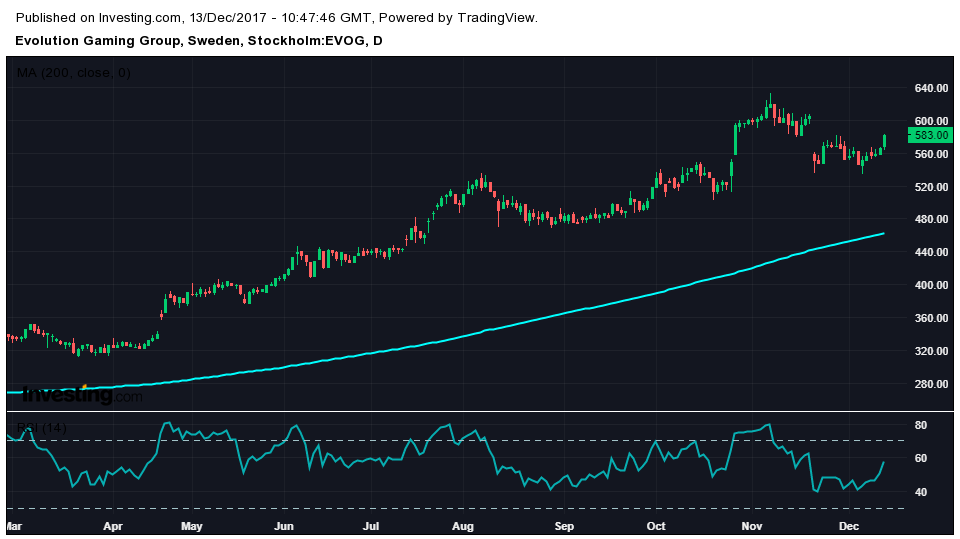 Published on Investing.com, 13/Dec/2017 - 10:47:46 GMT, Powered by TradingView.
Evolution Gaming Group, Sweden, Stockholm:EVOG, D
MA (200, close, 0)
640.00
600.00
583.00
560.00
520.00
480.00
440.00
400.00
360.00
320.00
280.00
Investing.com
RSI (14)
80
60
40
Mar Apr May Jun Jul Aug Sep Oct Nov Dec